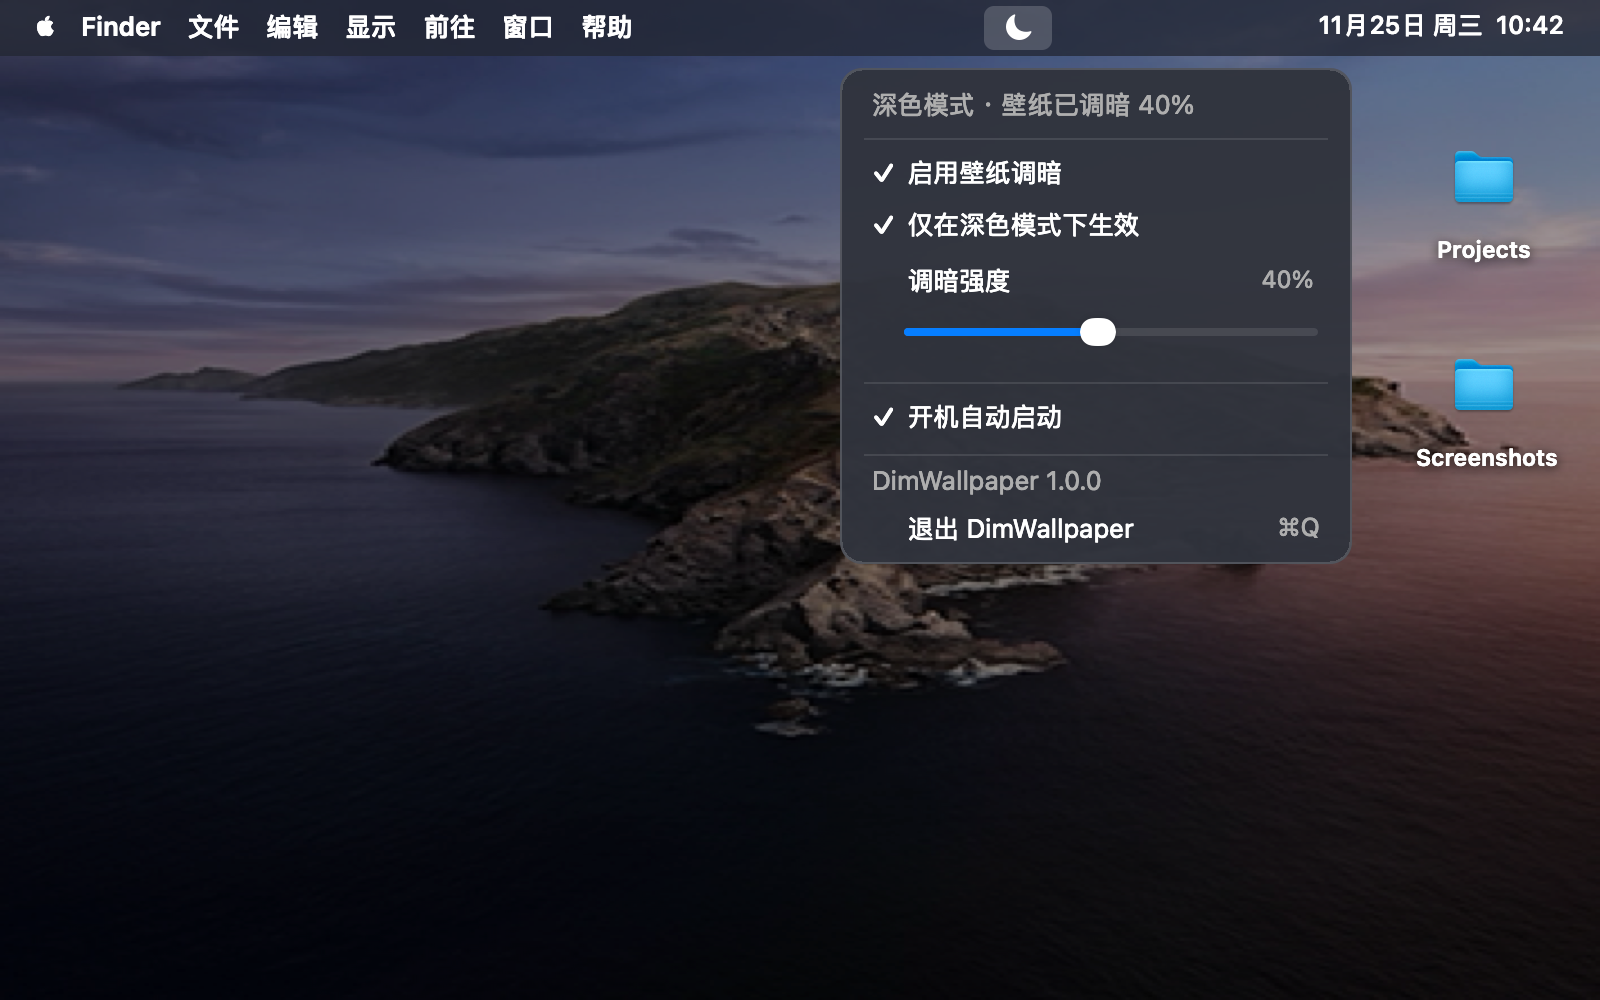 Finder 文件 编辑 显示 前往 窗口 帮助 11月25日 周三 10:42
深色模式 · 壁纸已调暗 40%
✓ 启用壁纸调暗
✓ 仅在深色模式下生效
调暗强度 40%
✓ 开机自动启动
DimWallpaper 1.0.0
退出 DimWallpaper ⌘Q
Projects
Screenshots